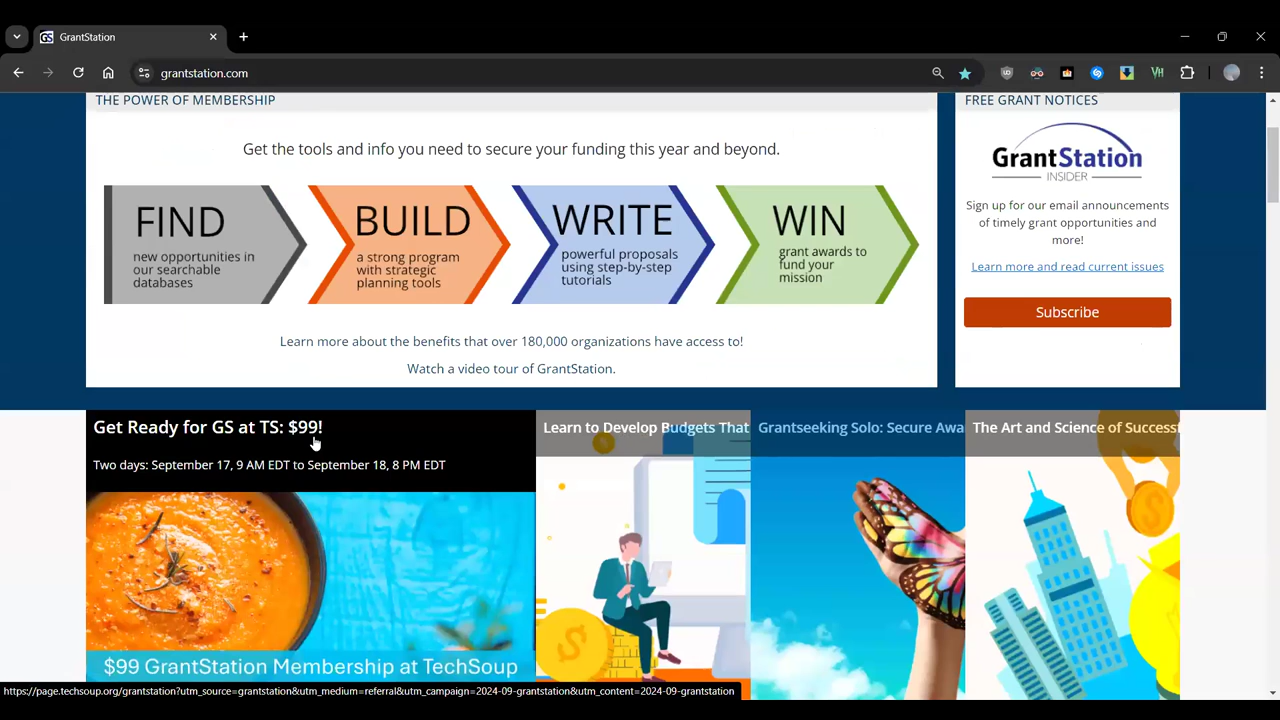 GS GrantStation
grantstation.com
THE POWER OF MEMBERSHIP
FREE GRANT NOTICES
Get the tools and info you need to secure your funding this year and beyond.
FIND
new opportunities in
our searchable
databases
BUILD
a strong program
with strategic
planning tools
WRITE
powerful proposals
using step-by-step
tutorials
WIN
grant awards to
fund your
mission
Learn more about the benefits that over 180,000 organizations have access to!
Watch a video tour of GrantStation.
GrantStation
INSIDER
Sign up for our email announcements
of timely grant opportunities and
more!
Learn more and read current issues
Subscribe
Get Ready for GS at TS: $99!
Two days: September 17, 9 AM EDT to September 18, 8 PM EDT
$99 GrantStation Membership at TechSoup
Learn to Develop Budgets That
Grantseeking Solo: Secure Awa
The Art and Science of Successf
https://page.techsoup.org/grantstation?utm_source=grantstation&utm_medium=referral&utm_campaign=2024-09-grantstation&utm_content=2024-09-grantstation